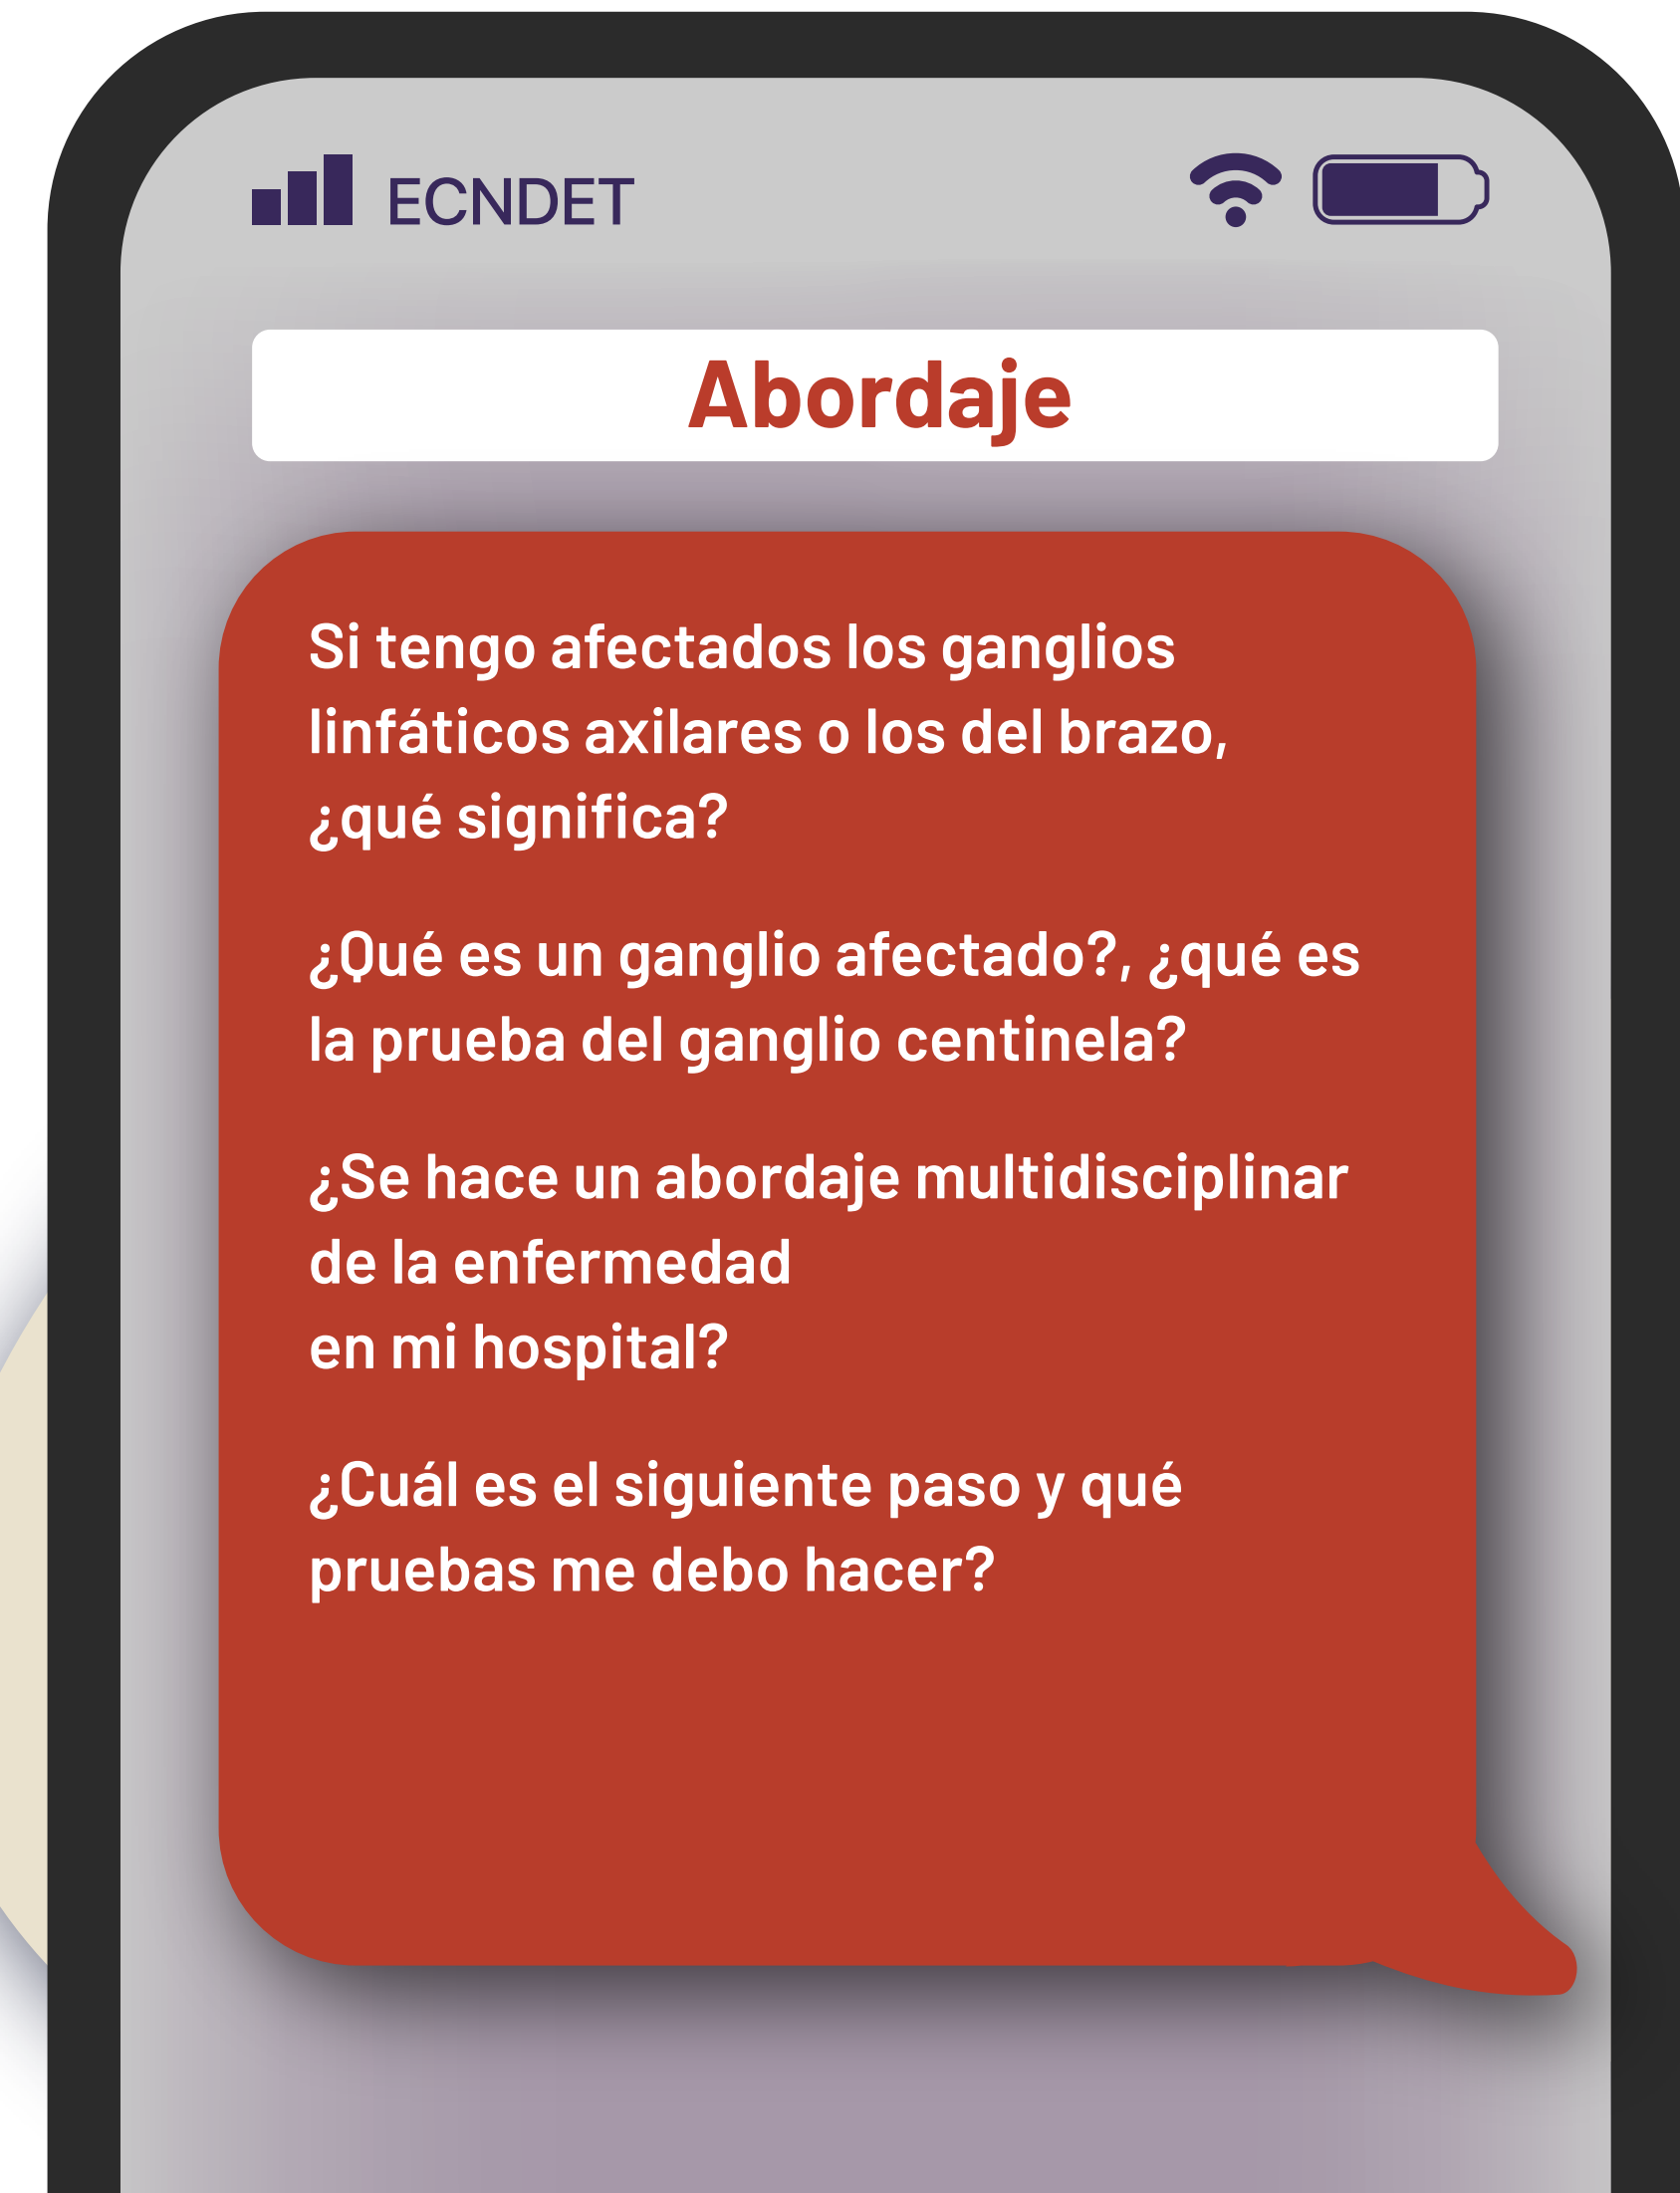 ECNDET
Abordaje
Si tengo afectados los ganglios
linfáticos axilares o los del brazo,
¿qué significa?
¿Qué es un ganglio afectado?, ¿qué es
la prueba del ganglio centinela?
¿Se hace un abordaje multidisciplinar
de la enfermedad
en mi hospital?
¿Cuál es el siguiente paso y qué
pruebas me debo hacer?